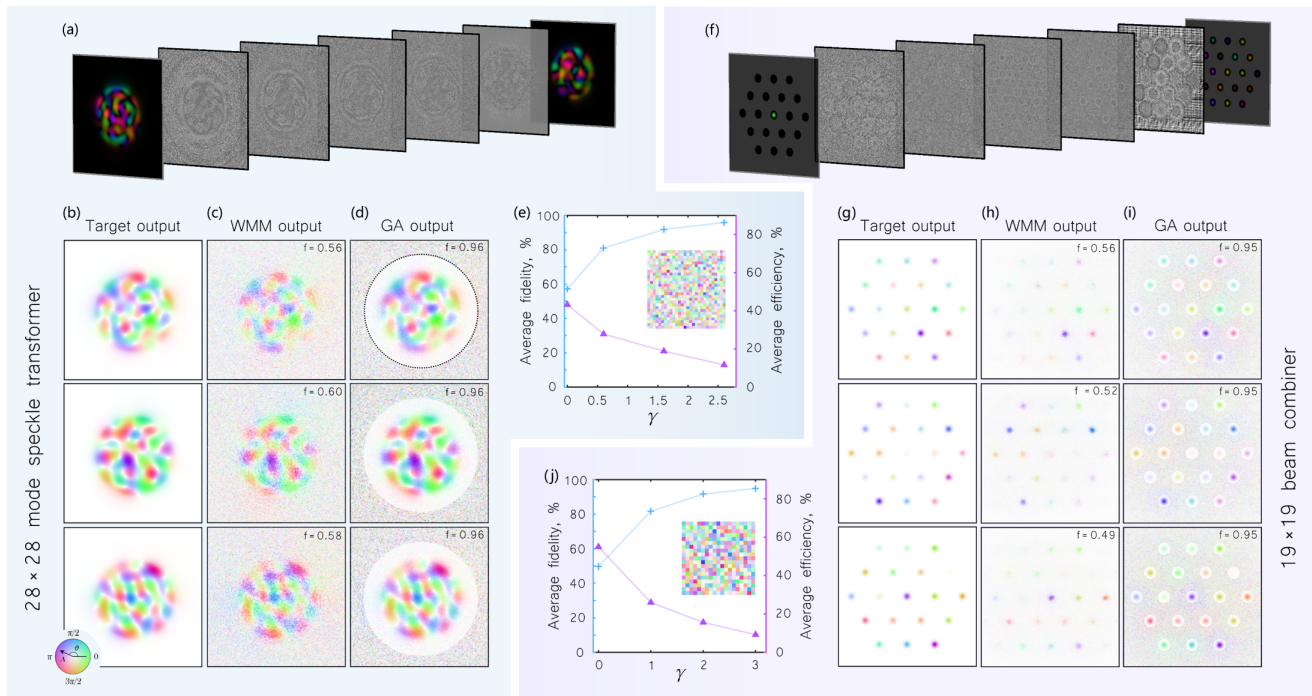 (a)
(f)
(b)
Target output
(c)
WMM output
(d)
GA output
f = 0.56
f = 0.96
f = 0.60
f = 0.96
f = 0.58
f = 0.96
28×28 mode speckle transformer
π/2
π
A
θ
0
3π/2
(e)
100
80
60
40
20
0
Average fidelity, %
80
60
40
20
0
Average efficiency, %
0
0.5
1
1.5
2
2.5
γ
(j)
100
80
60
40
20
0
Average fidelity, %
80
60
40
20
0
Average efficiency, %
0
1
2
3
γ
(g)
Target output
(h)
WMM output
(i)
GA output
f = 0.56
f = 0.95
f = 0.52
f = 0.95
f = 0.49
f = 0.95
19×19 beam combiner